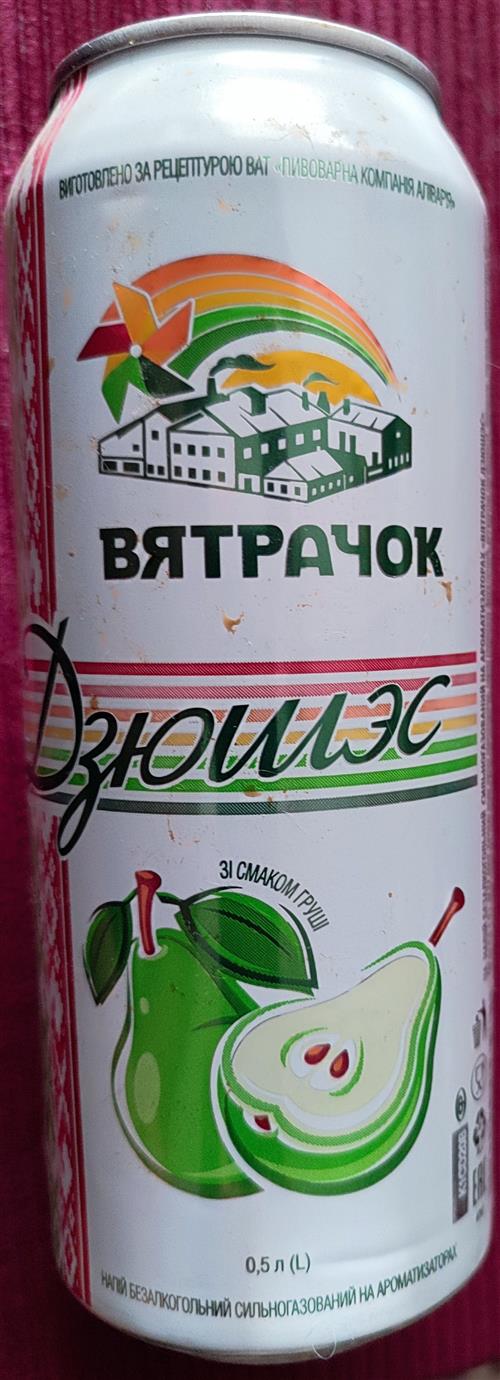 ВИГОТОВЛЕНО ЗА РЕЦЕПТУРОЮ ВАТ «ПИВОВАРНА КОМПАНІЯ АЛІВАРІЯ»
ВЯТРАЧОК
Дзюшэс
ЗІ СМАКОМ ГРУШІ
0,5 л (L)
НАПІЙ БЕЗАЛКОГОЛЬНИЙ СИЛЬНОГАЗОВАНИЙ НА АРОМАТИЗАТОРАХ